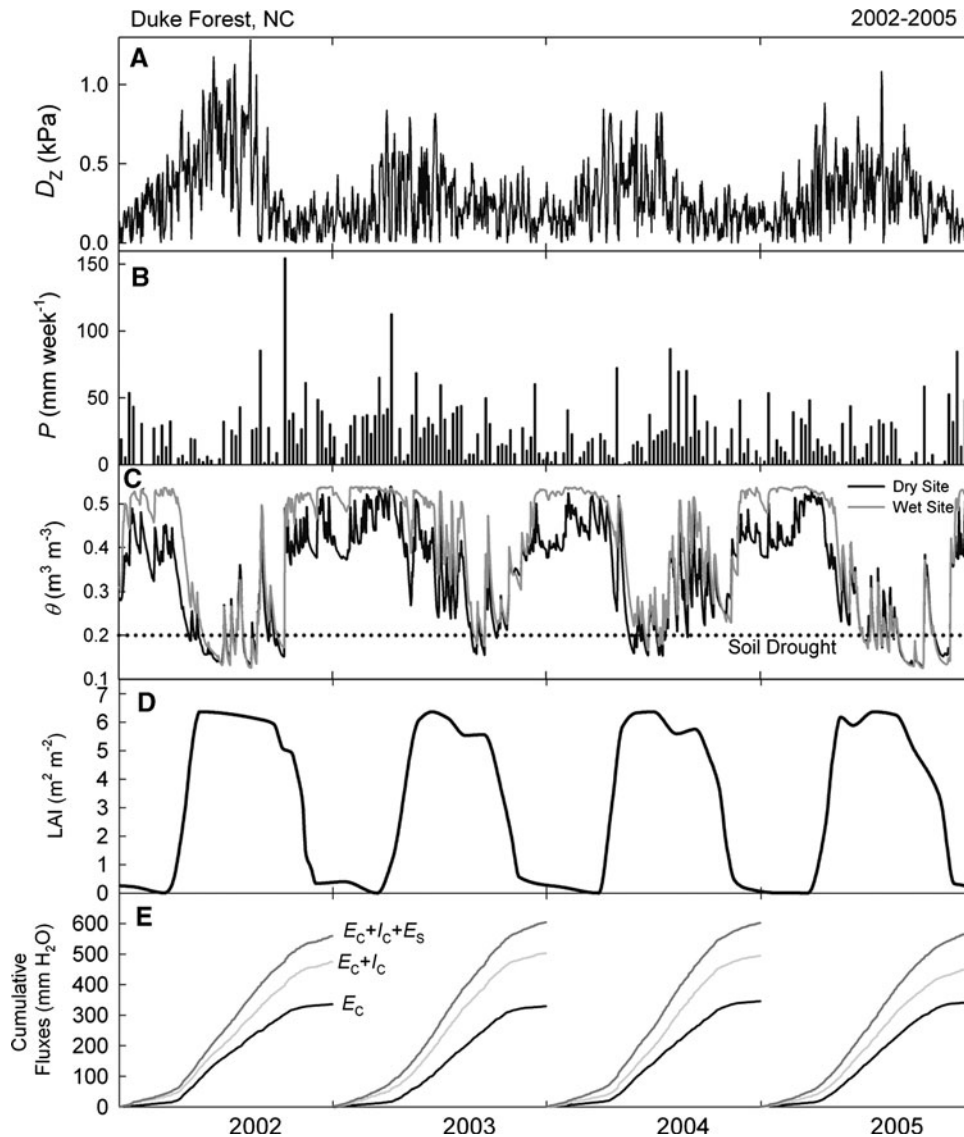 Duke Forest, NC 2002-2005
A
1.0
0.5
0.0
D_Z (kPa)
B
150
100
50
0
P (mm week⁻¹)
C
0.5
0.4
0.3
0.2
0.1
θ (m³ m⁻³)
Dry Site
Wet Site
Soil Drought
D
7
6
5
4
3
2
1
0
LAI (m² m⁻²)
E
600
500
400
300
200
100
0
Cumulative
Fluxes (mm H₂O)
E_C+I_C+E_S
E_C+I_C
E_C
2002 2003 2004 2005